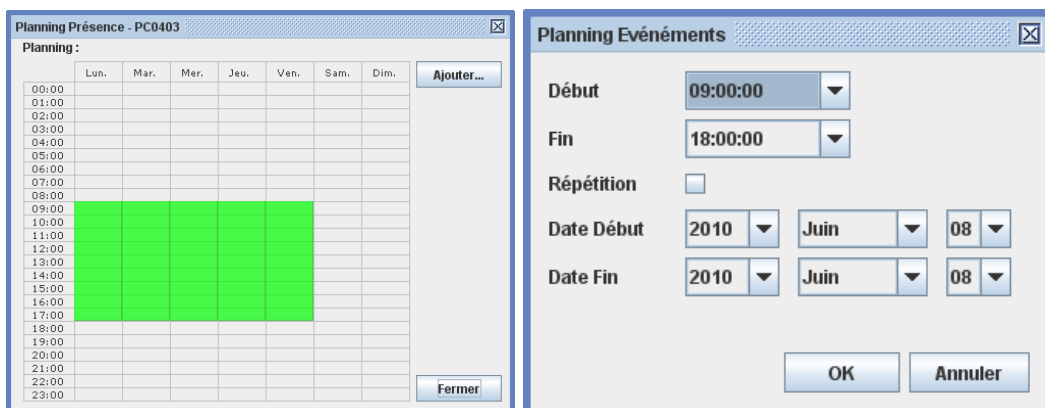 Planning Présence - PC0403
Planning :
Lun. Mar. Mer. Jeu. Ven. Sam. Dim.
Ajouter...
00:00
01:00
02:00
03:00
04:00
05:00
06:00
07:00
08:00
09:00
10:00
11:00
12:00
13:00
14:00
15:00
16:00
17:00
18:00
19:00
20:00
21:00
22:00
23:00
Fermer
Planning Evénéments
Début 09:00:00
Fin 18:00:00
Répétition
Date Début 2010 Juin 08
Date Fin 2010 Juin 08
OK Annuler